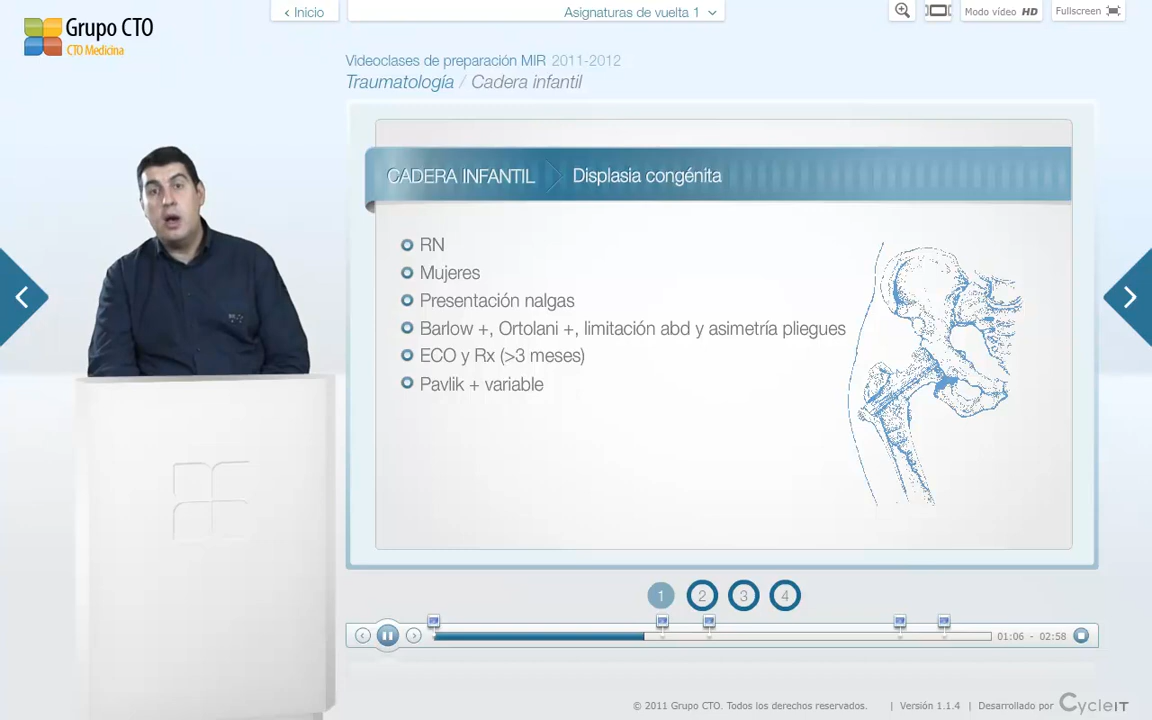 Grupo CTO
CTO Medicina
‹ Inicio
Asignaturas de vuelta 1
Modo vídeo HD
Fullscreen
Videoclases de preparación MIR 2011-2012
Traumatología / Cadera infantil
CADERA INFANTIL
Displasia congénita
RN
Mujeres
Presentación nalgas
Barlow +, Ortolani +, limitación abd y asimetría pliegues
ECO y Rx (>3 meses)
Pavlik + variable
1 2 3 4
01:06 - 02:58
© 2011 Grupo CTO. Todos los derechos reservados. | Versión 1.1.4 | Desarrollado por CycleIT